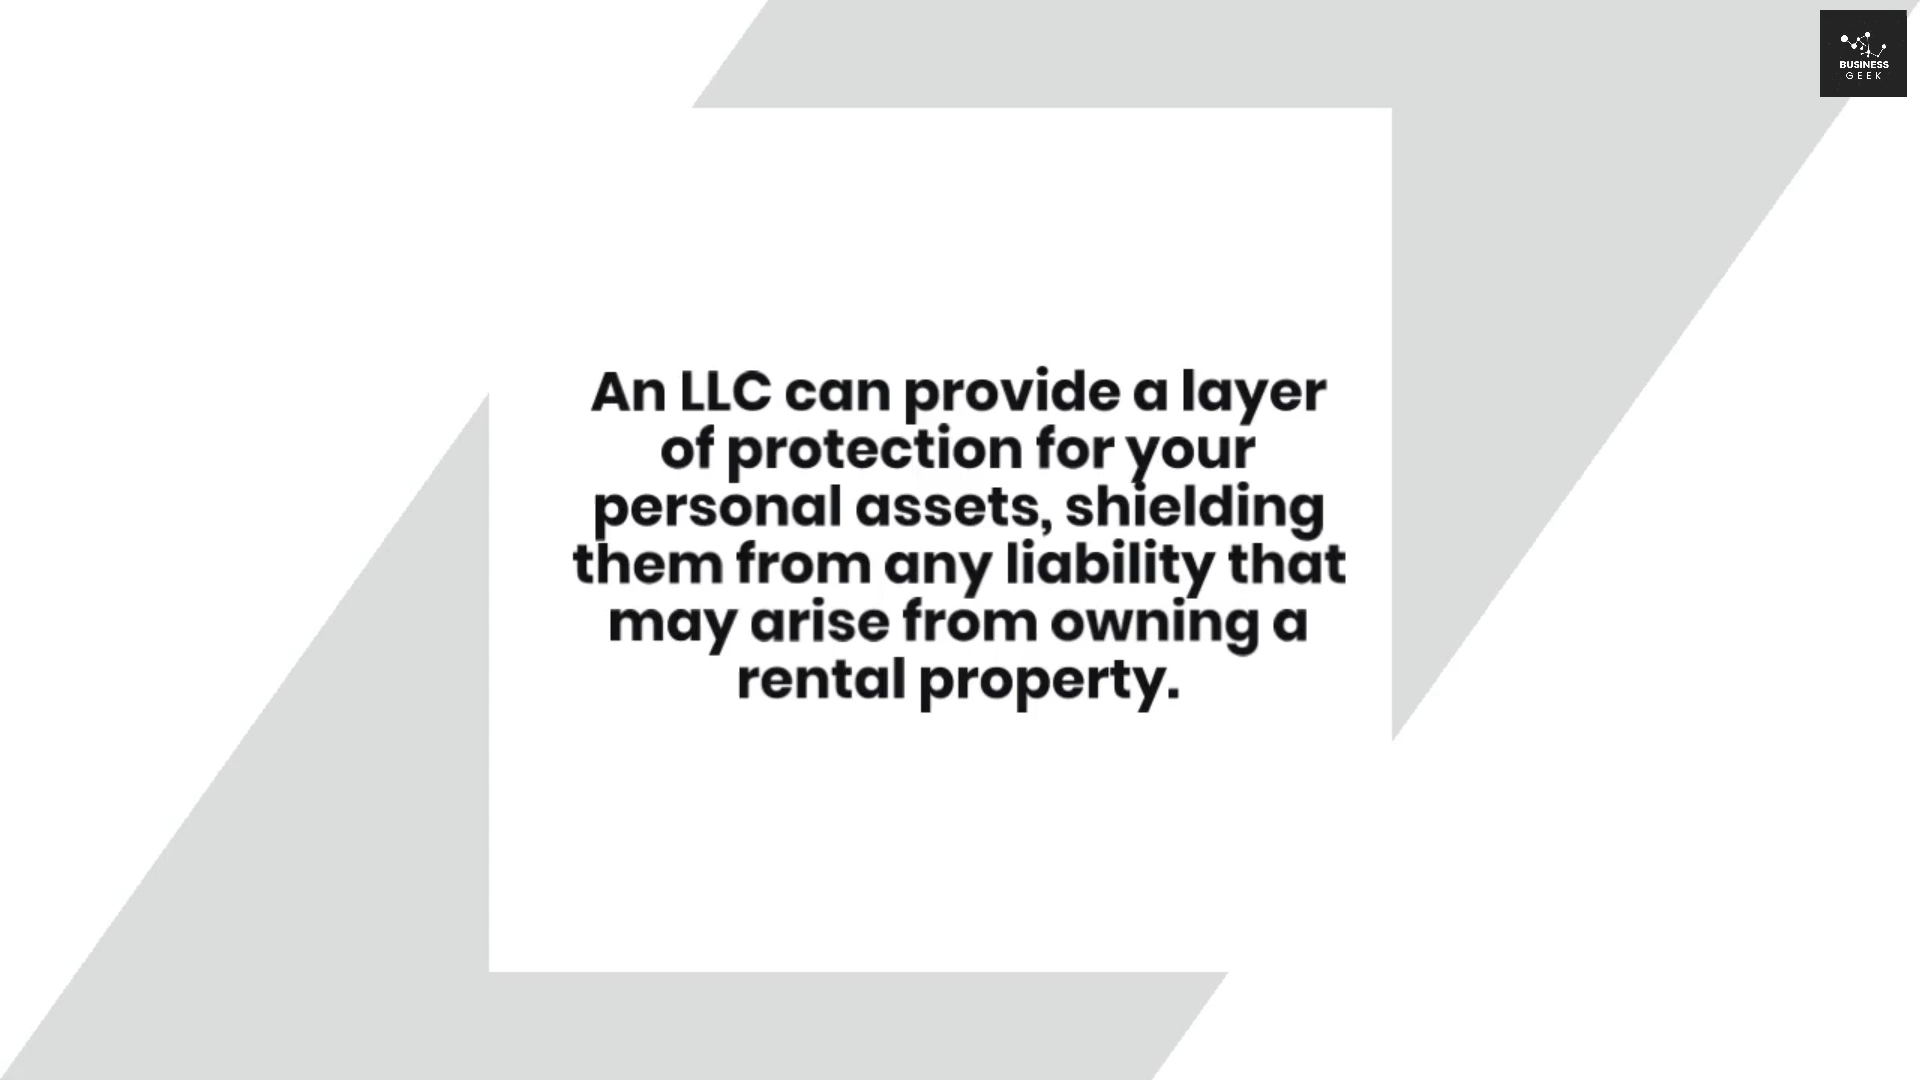 BUSINESS
GEEK
An LLC can provide a layer
of protection for your
personal assets, shielding
them from any liability that
may arise from owning a
rental property.